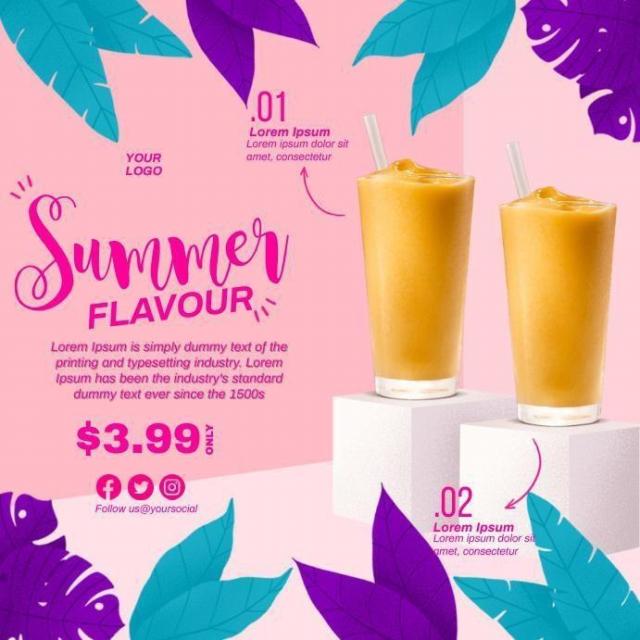 .01
Lorem Ipsum
Lorem ipsum dolor sit
amet, consectetur
YOUR
LOGO
Summer
FLAVOUR
Lorem Ipsum is simply dummy text of the
printing and typesetting industry. Lorem
Ipsum has been the industry's standard
dummy text ever since the 1500s
$3.99 ONLY
Follow us@yoursocial
.02
Lorem Ipsum
Lorem ipsum dolor sit
amet, consectetur